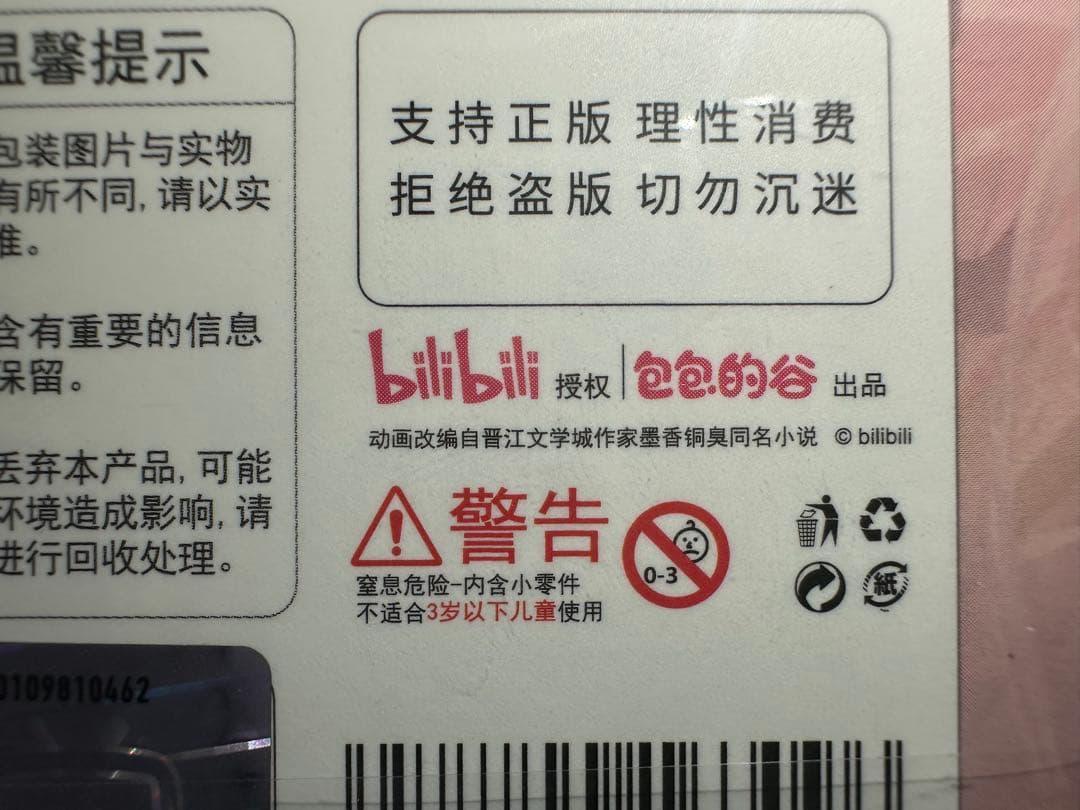 温馨提示
包装图片与实物
有所不同,请以实
准。
含有重要的信息
保留。
丢弃本产品,可能
环境造成影响,请
进行回收处理。
支持正版 理性消费
拒绝盗版 切勿沉迷
bilibili 授权 | 包包的谷 出品
动画改编自晋江文学城作家墨香铜臭同名小说 © bilibili
警告
0-3
窒息危险-内含小零件
不适合3岁以下儿童使用
紙
0109810462